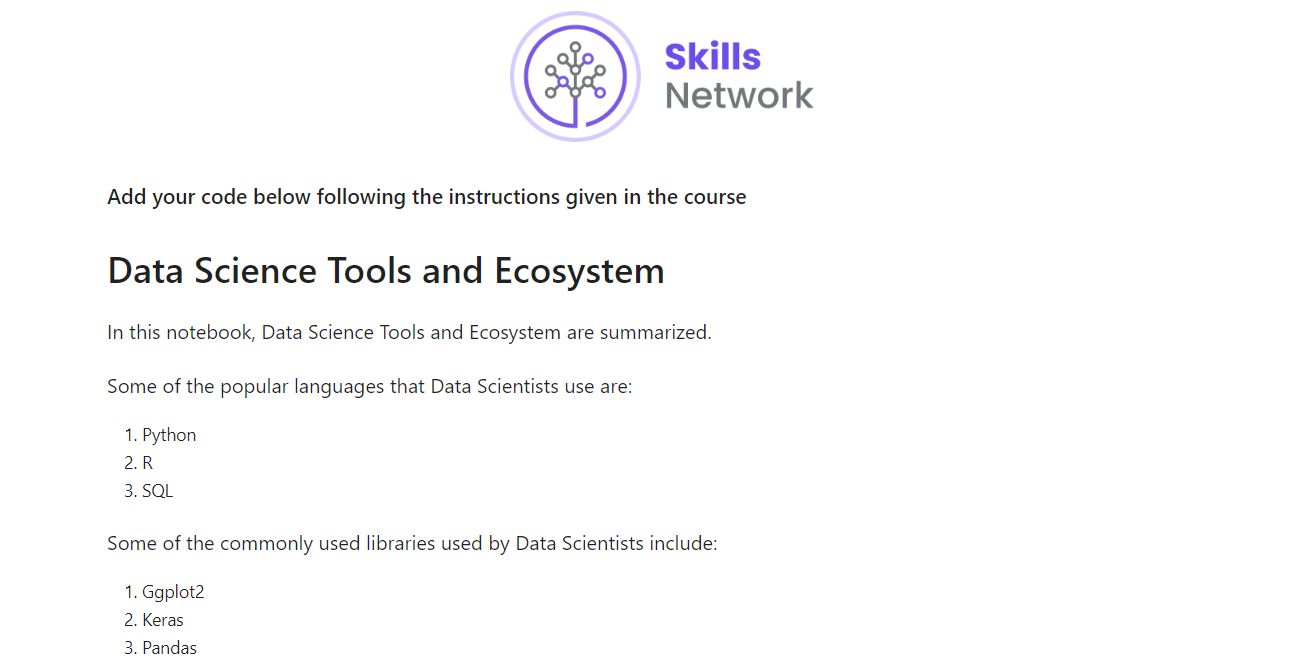 Skills
Network
Add your code below following the instructions given in the course
Data Science Tools and Ecosystem
In this notebook, Data Science Tools and Ecosystem are summarized.
Some of the popular languages that Data Scientists use are:
1. Python
2. R
3. SQL
Some of the commonly used libraries used by Data Scientists include:
1. Ggplot2
2. Keras
3. Pandas